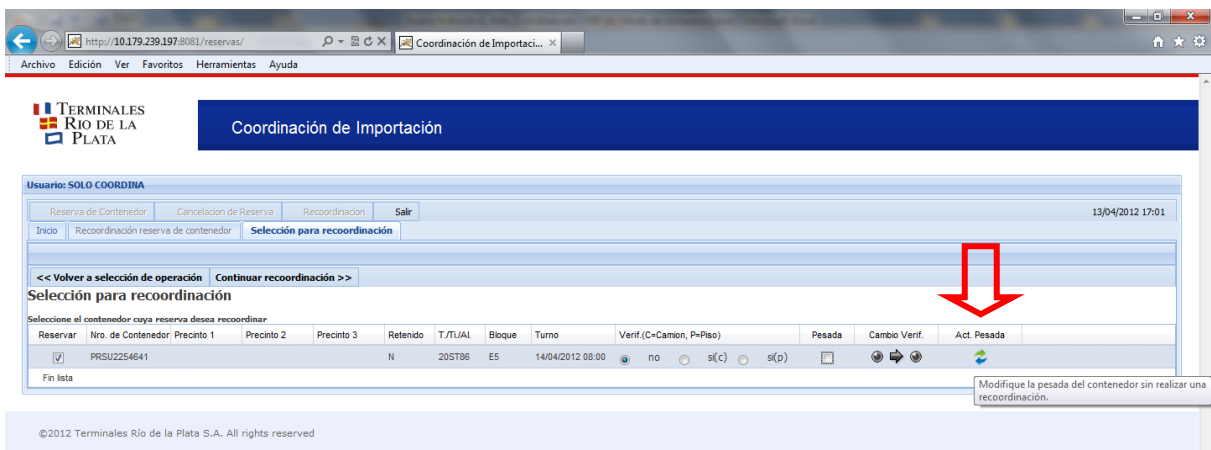 http://10.179.239.197:8081/reservas/
Coordinación de Importaci...
Archivo Edición Ver Favoritos Herramientas Ayuda
TERMINALES
RIO DE LA
PLATA
Coordinación de Importación
Usuario: SOLO COORDINA
Reserva de Contenedor Cancelacion de Reserva Recoordinacion Salir 13/04/2012 17:01
Inicio Recoordinación reserva de contenedor Selección para recoordinación
<< Volver a selección de operación Continuar recoordinación >>
Selección para recoordinación
Seleccione el contenedor cuya reserva desea recoordinar
Reservar Nro. de Contenedor Precinto 1 Precinto 2 Precinto 3 Retenido T./Ti./Al. Bloque Turno Verif.(C=Camion, P=Piso) Pesada Cambio Verif. Act. Pesada
PRSU2254641 N 20ST86 E5 14/04/2012 08:00 no si(c) si(p)
Fin lista
Modifique la pesada del contenedor sin realizar una
recoordinación.
©2012 Terminales Río de la Plata S.A. All rights reserved